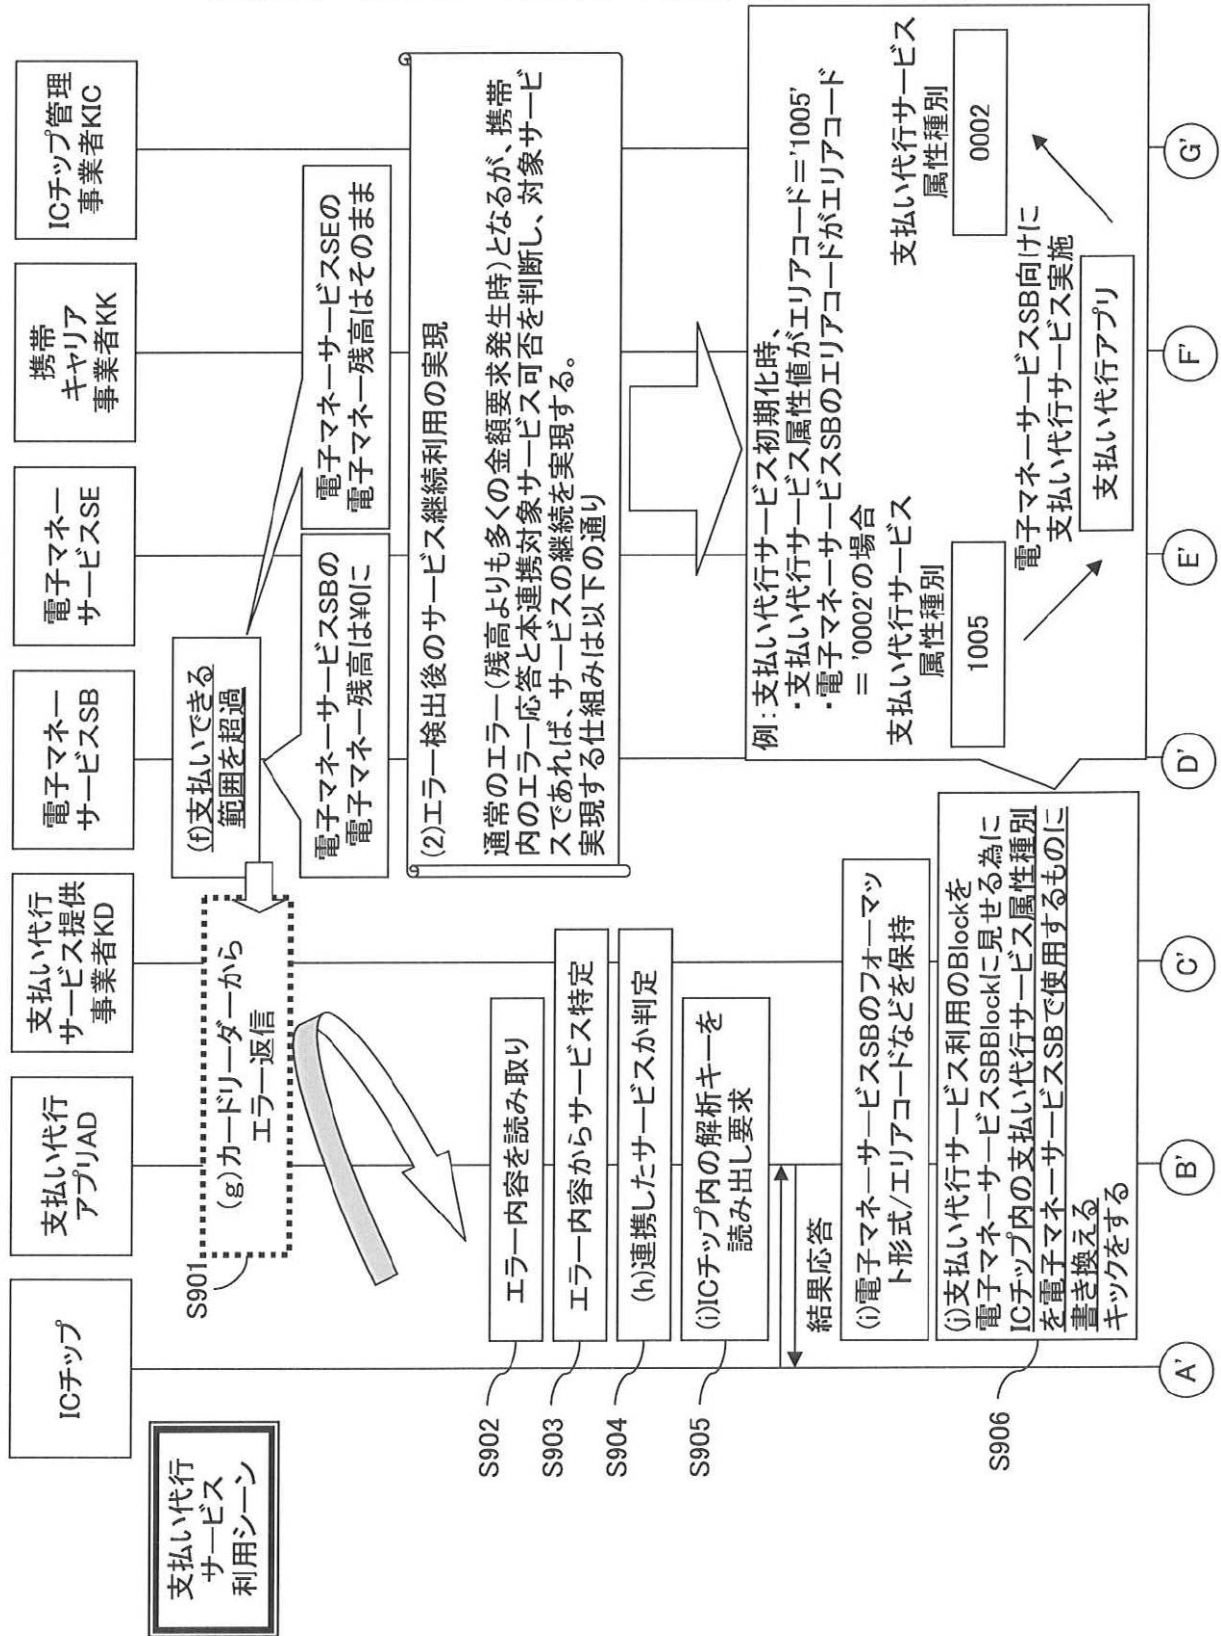 支払い代行
サービス
利用シーン
ICチップ
支払い代行
アプリAD
支払い代行
サービス提供
事業者KD
電子マネー
サービスSB
電子マネー
サービスSE
携帯
キャリア
事業者KK
ICチップ管理
事業者KIC
(f)支払いできる
範囲を超過
S901
(g)カードリーダーから
エラー返信
電子マネーサービスSBの
電子マネー残高は¥0に
電子マネーサービスSEの
電子マネー残高はそのまま
(2)エラー検出後のサービス継続利用の実現
通常のエラー(残高よりも多くの金額要求発生時)となるが、携帯
内のエラー応答と本連携対象サービス可否を判断し、対象サービ
スであれば、サービスの継続を実現する。
実現する仕組みは以下の通り
S902
エラー内容を読み取り
S903
エラー内容からサービス特定
S904
(h)連携したサービスか判定
S905
(i)ICチップ内の解析キーを
読み出し要求
結果応答
(i)電子マネーサービスSBのフォーマッ
ト形式/エリアコードなどを保持
S906
(j)支払い代行サービス利用のBlockを
電子マネーサービスSBBlockに見せる為に
ICチップ内の支払い代行サービス属性種別
を電子マネーサービスSBで使用するものに
書き換える
キックをする
例:支払い代行サービス初期化時、
・支払い代行サービス属性値がエリアコード='1005'
・電子マネーサービスSBのエリアコードがエリアコード
='0002'の場合
支払い代行サービス
属性種別
1005
支払い代行サービス
属性種別
0002
電子マネーサービスSB向けに
支払い代行サービス実施
支払い代行アプリ
A'
B'
C'
D'
E'
F'
G'